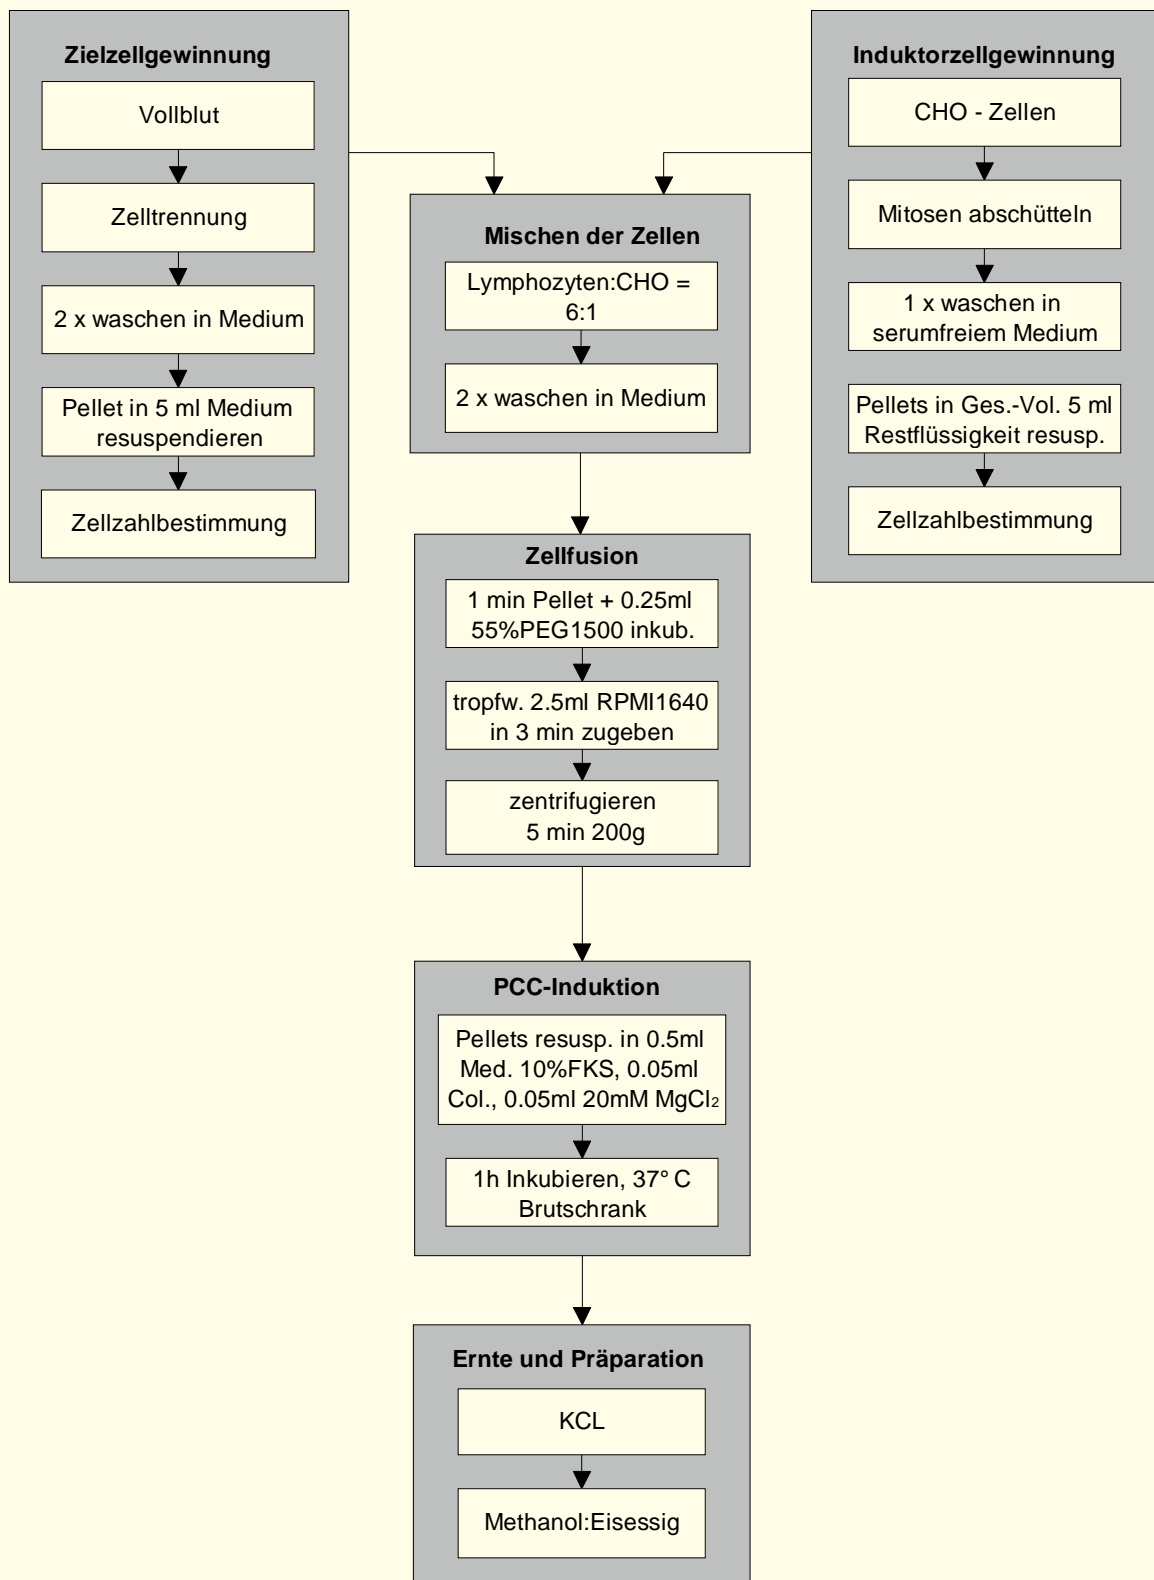 Zielzellgewinnung
Vollblut
Zelltrennung
2 x waschen in Medium
Pellet in 5 ml Medium
resuspendieren
Zellzahlbestimmung
Induktorzellgewinnung
CHO - Zellen
Mitosen abschütteln
1 x waschen in
serumfreiem Medium
Pellets in Ges.-Vol. 5 ml
Restflüssigkeit resusp.
Zellzahlbestimmung
Mischen der Zellen
Lymphozyten:CHO =
6:1
2 x waschen in Medium
Zellfusion
1 min Pellet + 0.25ml
55%PEG1500 inkub.
tropfw. 2.5ml RPMI1640
in 3 min zugeben
zentrifugieren
5 min 200g
PCC-Induktion
Pellets resusp. in 0.5ml
Med. 10%FKS, 0.05ml
Col., 0.05ml 20mM MgCl₂
1h Inkubieren, 37° C
Brutschrank
Ernte und Präparation
KCL
Methanol:Eisessig